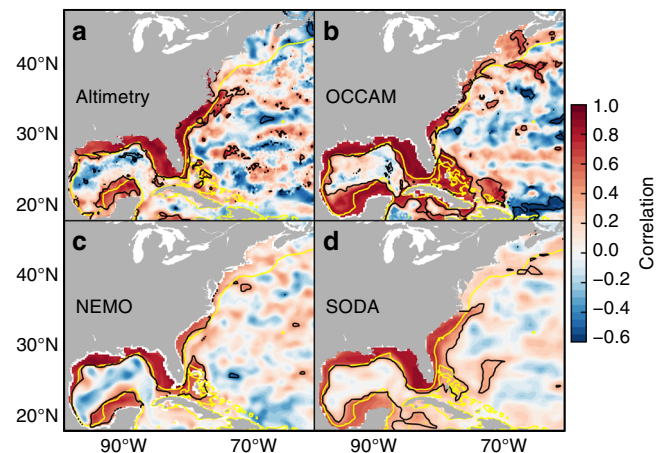 a
b
40°N
Altimetry
OCCAM
30°N
20°N
c
d
40°N
NEMO
SODA
30°N
20°N
90°W
70°W
90°W
70°W
1.0
0.8
0.6
0.4
0.2
0.0
−0.2
−0.4
−0.6
Correlation